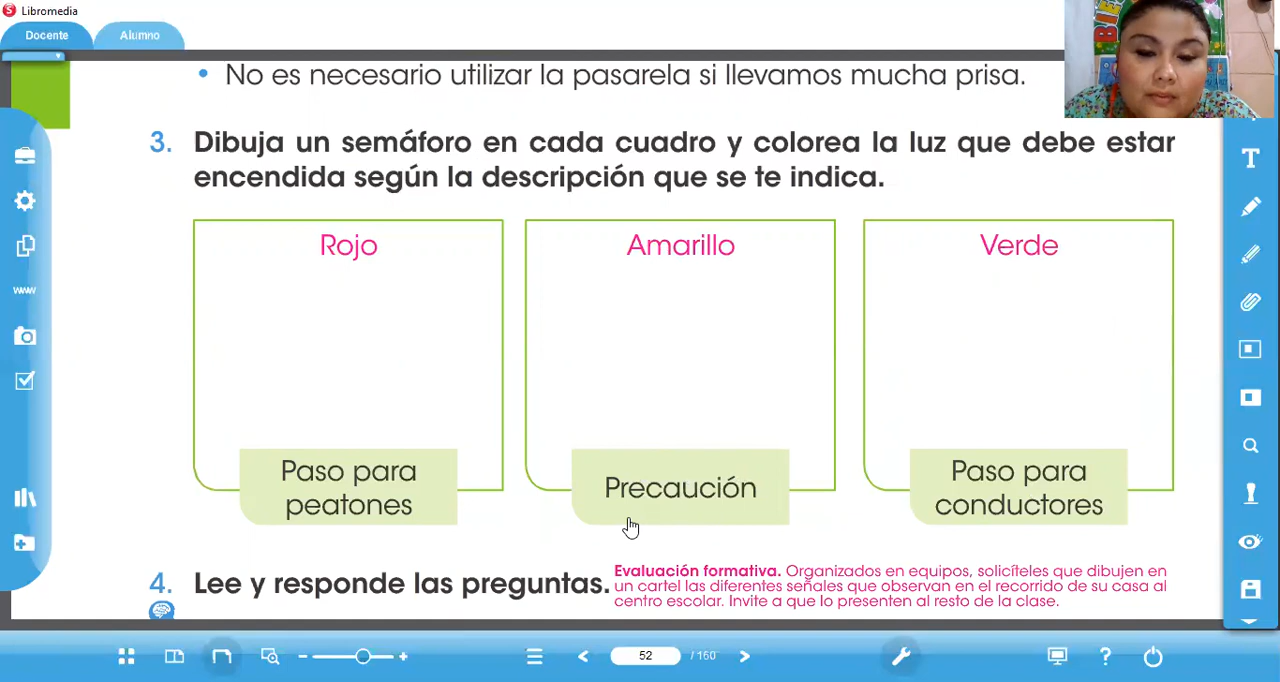 Libromedia
Docente
Alumno
BIE
• No es necesario utilizar la pasarela si llevamos mucha prisa.
3. Dibuja un semáforo en cada cuadro y colorea la luz que debe estar
encendida según la descripción que se te indica.
Rojo
Amarillo
Verde
Paso para
peatones
Precaución
Paso para
conductores
4. Lee y responde las preguntas.
Evaluación formativa. Organizados en equipos, solicíteles que dibujen en
un cartel las diferentes señales que observan en el recorrido de su casa al
centro escolar. Invite a que lo presenten al resto de la clase.
www
T
52
/ 160
?